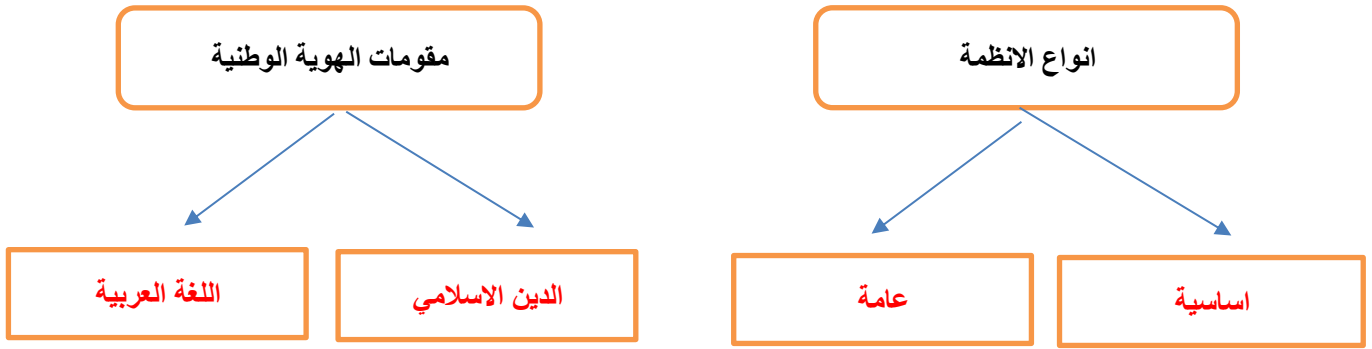 انواع الانظمة
مقومات الهوية الوطنية
اساسية
عامة
الدين الاسلامي
اللغة العربية